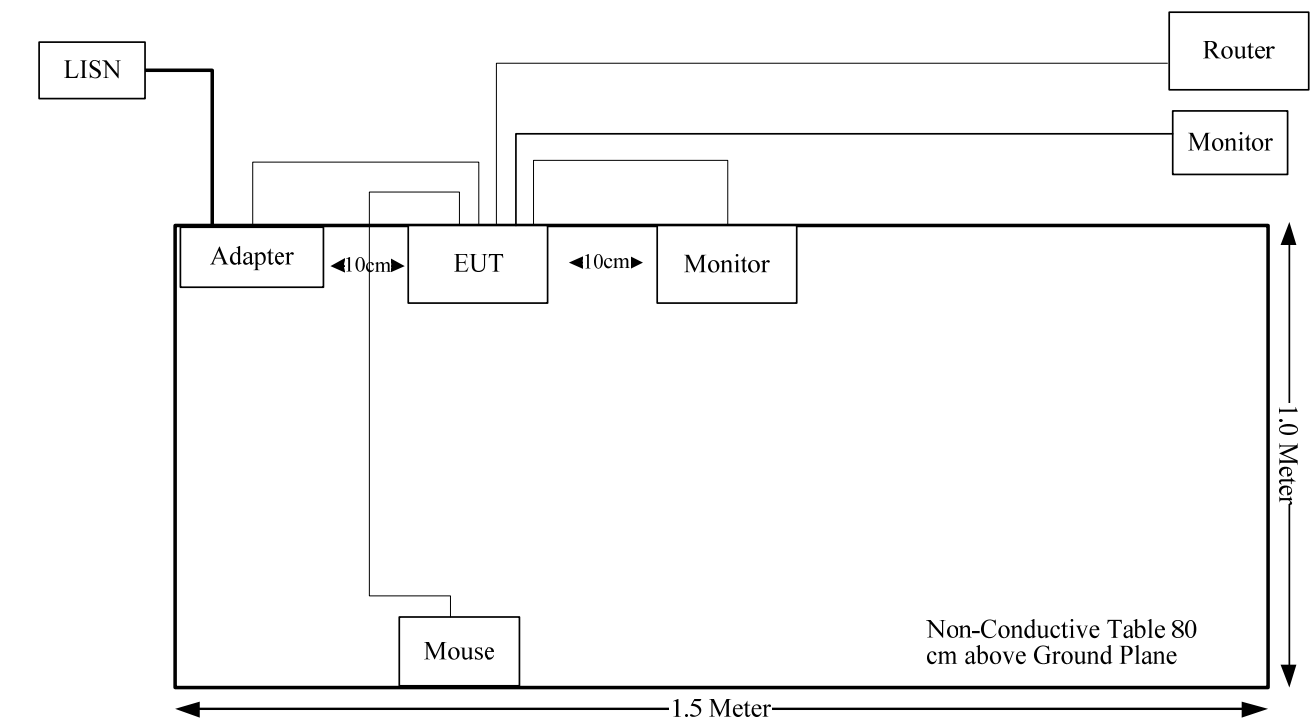 LISN
Router
Monitor
Adapter
10cm
EUT
10cm
Monitor
1.0 Meter
Mouse
Non-Conductive Table 80
cm above Ground Plane
1.5 Meter